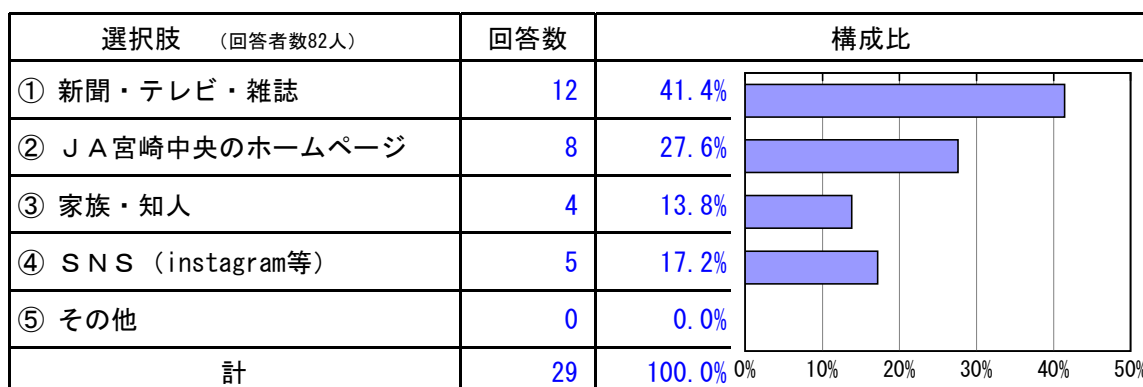 選択肢 （回答者数82人） 回答数 構成比
① 新聞・テレビ・雑誌 12 41.4%
② ＪＡ宮崎中央のホームページ 8 27.6%
③ 家族・知人 4 13.8%
④ ＳＮＳ（instagram等） 5 17.2%
⑤ その他 0 0.0%
計 29 100.0%
0% 10% 20% 30% 40% 50%